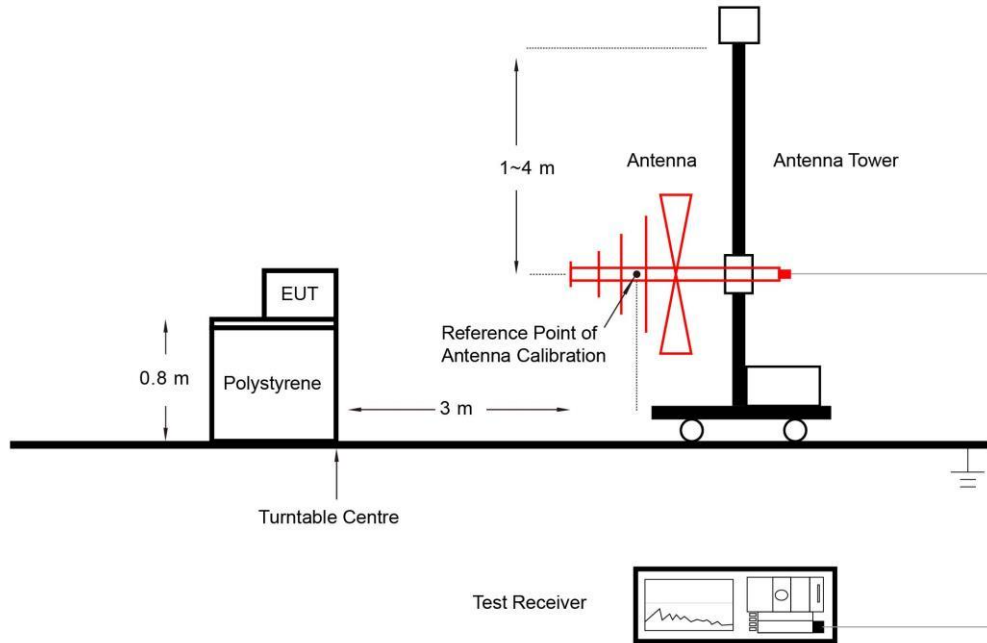 1~4 m
Antenna
Antenna Tower
EUT
Reference Point of
Antenna Calibration
0.8 m
Polystyrene
3 m
Turntable Centre
Test Receiver